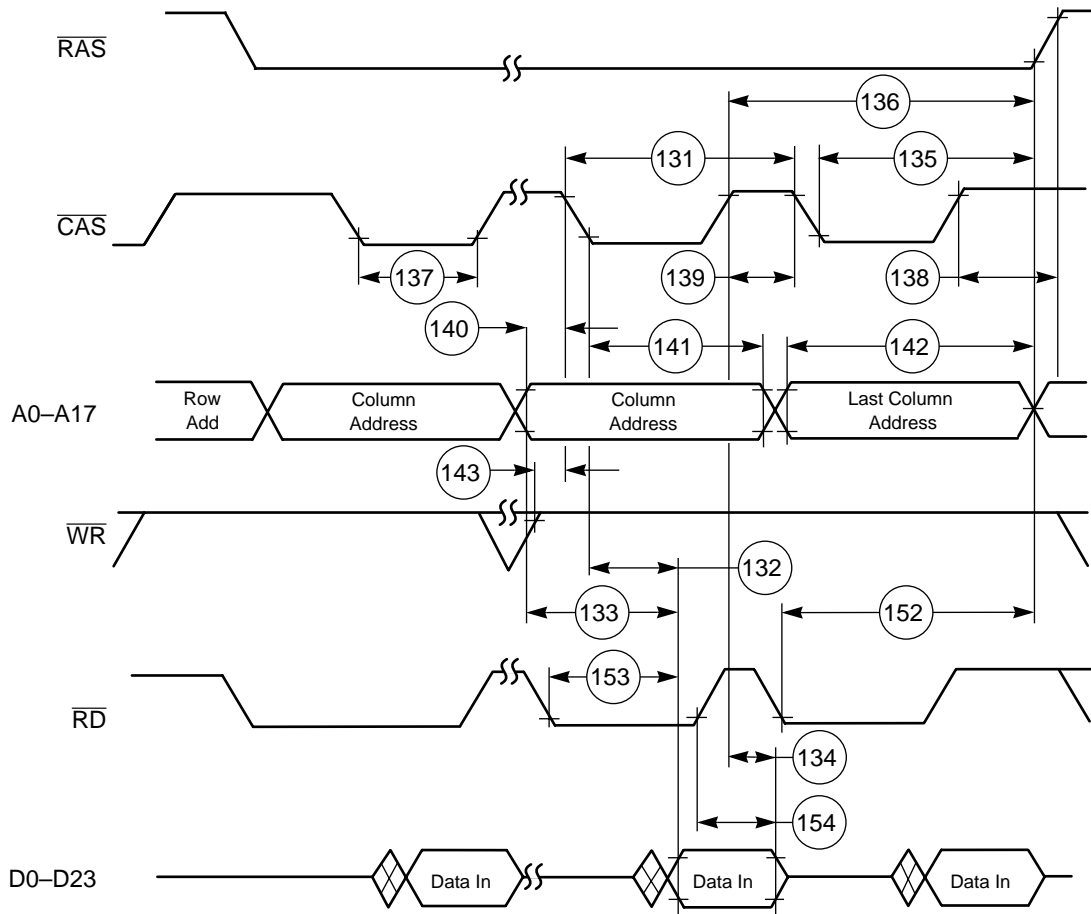 RAS
136
131
135
CAS
137
139
138
140
141
142
A0–A17
Row
Add
Column
Address
Column
Address
Last Column
Address
143
WR
132
133
152
153
RD
134
154
D0–D23
Data In
Data In
Data In